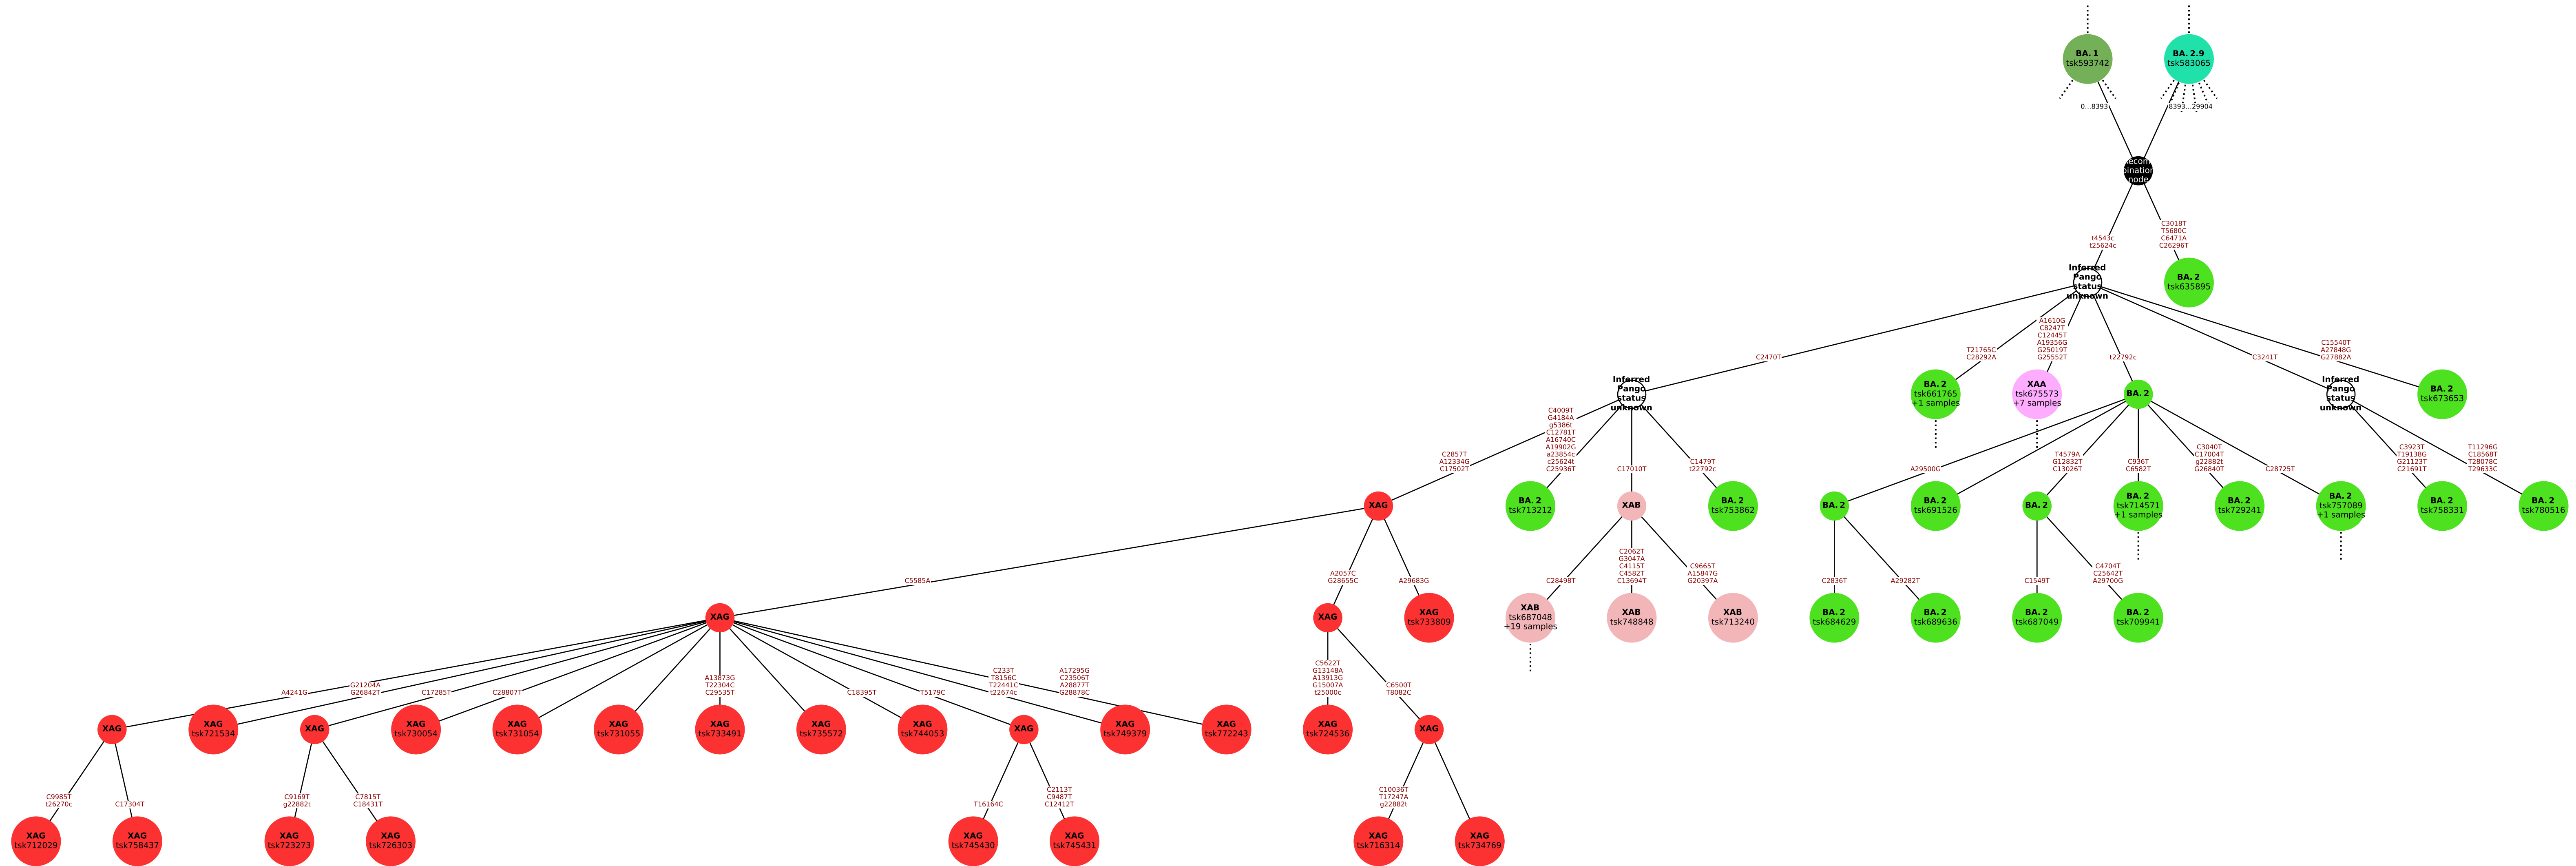 BA.1
tsk593742
BA.2.9
tsk583065
0…8393
8393…29904
node
C3018T
T5680C
C6471A
C26296T
t4543c
t25624c
Inferred
Pango
status
unknown
BA.2
tsk635895
C2470T
T21765C
C28292A
A1610G
C8247T
C12445T
A19356G
G25019T
G25552T
t22792c
C3241T
C15540T
A27848G
G27882A
Inferred
Pango
status
unknown
BA.2
tsk661765
+1 samples
XAA
tsk675573
+7 samples
BA.2
Inferred
Pango
status
unknown
BA.2
tsk673653
C2857T
A12334G
C17502T
C4009T
G4184A
g5386t
C12781T
A16740C
A19902G
a23854c
c25624t
C25936T
C17010T
C1479T
t22792c
A29500G
T4579A
G12832T
C13026T
C936T
C6582T
C3040T
C17004T
g22882t
G26840T
C28725T
C3923T
T19138G
G21123T
C21691T
T11296G
C18568T
T28078C
T29633C
XAG
BA.2
tsk713212
XAB
BA.2
tsk753862
BA.2
BA.2
tsk691526
BA.2
BA.2
tsk714571
+1 samples
BA.2
tsk729241
BA.2
tsk757089
+1 samples
BA.2
tsk758331
BA.2
tsk780516
C5585A
A2057C
G28655C
A29683G
C28498T
C2062T
G3047A
C4115T
C4582T
C13694T
C9665T
A15847G
G20397A
C2836T
A29282T
C1549T
C4704T
C25642T
A29700G
XAG
XAG
XAG
tsk733809
XAB
tsk687048
+19 samples
XAB
tsk748848
XAB
tsk713240
BA.2
tsk684629
BA.2
tsk689636
BA.2
tsk687049
BA.2
tsk709941
A4241G
G21204A
G26842T
C17285T
C28807T
A13873G
T22304C
C29535T
C18395T
T5179C
C233T
T8156C
T22441C
t22674c
A17295G
C23506T
A28877T
G28878C
C5622T
G13148A
A13913G
G15007A
t25000c
C6500T
T8082C
XAG
XAG
tsk721534
XAG
XAG
tsk730054
XAG
tsk731054
XAG
tsk731055
XAG
tsk733491
XAG
tsk735572
XAG
tsk744053
XAG
XAG
tsk749379
XAG
tsk772243
XAG
tsk724536
XAG
C9985T
t26270c
C17304T
C9169T
g22882t
C7815T
C18431T
T16164C
C2113T
C9487T
C12412T
C10036T
T17247A
g22882t
XAG
tsk712029
XAG
tsk758437
XAG
tsk723273
XAG
tsk726303
XAG
tsk745430
XAG
tsk745431
XAG
tsk716314
XAG
tsk734769